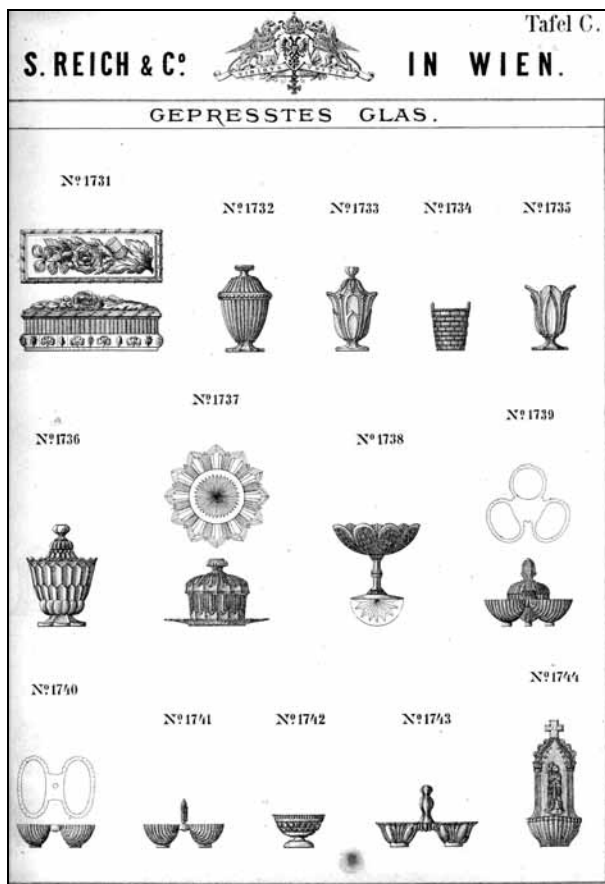 Tafel C.
S. REICH & Cº IN WIEN.
GEPRESSTES GLAS.
Nº 1731
Nº 1732 Nº 1733 Nº 1734 Nº 1735
Nº 1737
Nº 1736 Nº 1738 Nº 1739
Nº 1740 Nº 1744
Nº 1741 Nº 1742 Nº 1743